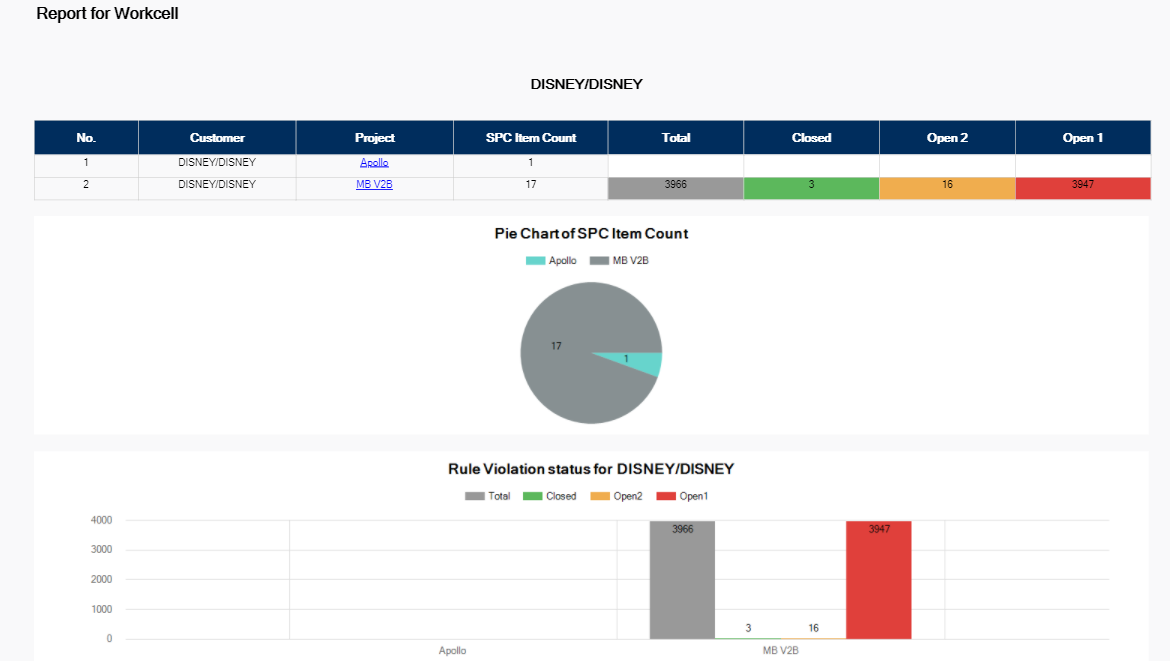 Report for Workcell
DISNEY/DISNEY
No. Customer Project SPC Item Count Total Closed Open 2 Open 1
1 DISNEY/DISNEY Apollo 1
2 DISNEY/DISNEY MB V2B 17 3966 3 16 3947
Pie Chart of SPC Item Count
Apollo MB V2B
17
1
Rule Violation status for DISNEY/DISNEY
Total Closed Open2 Open1
4000
3966 3947
3000
2000
1000
3 16
0
Apollo MB V2B